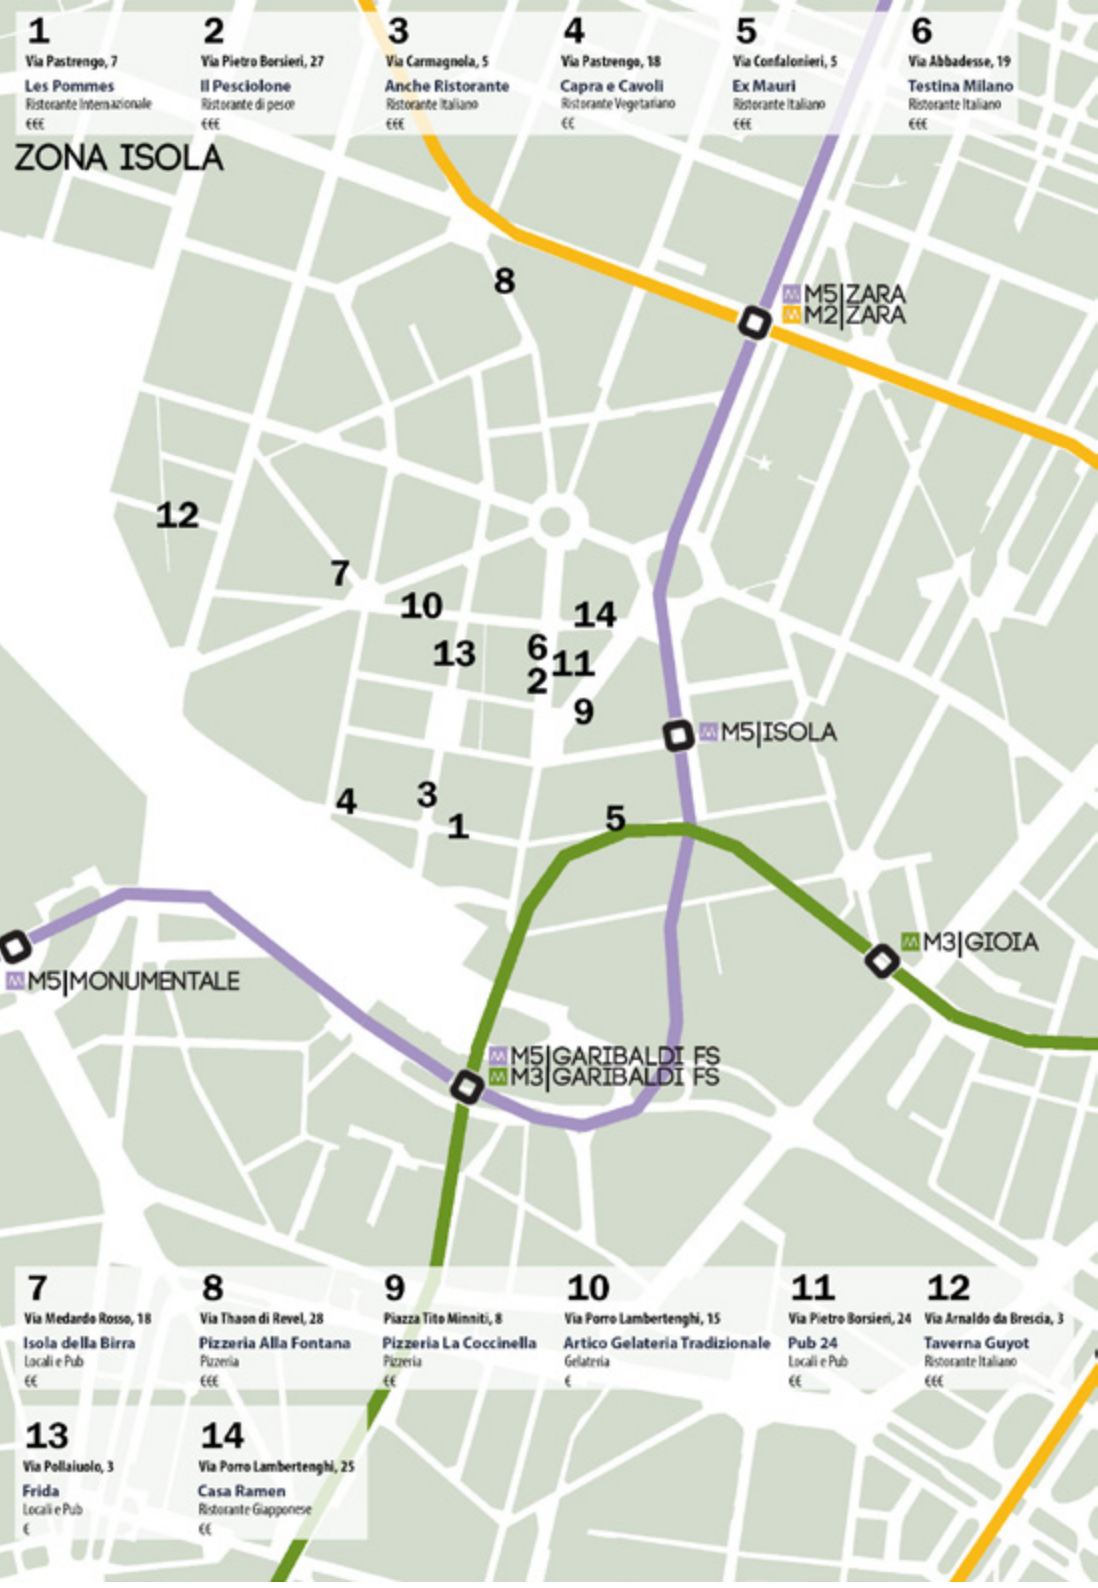 1
Via Pastrengo, 7
Les Pommes
Ristorante Internazionale
€€€
2
Via Pietro Borsieri, 27
Il Pesciolone
Ristorante di pesce
€€€
3
Via Carmagnola, 5
Anche Ristorante
Ristorante Italiano
€€€
4
Via Pastrengo, 18
Capra e Cavoli
Ristorante Vegetariano
€€
5
Via Confalonieri, 5
Ex Mauri
Ristorante Italiano
€€€
6
Via Abbadesse, 19
Testina Milano
Ristorante Italiano
€€€
ZONA ISOLA
8
M5|ZARA
M2|ZARA
12
7
10
14
13
6
11
2
9
M5|ISOLA
4
3
1
5
M3|GIOIA
M5|MONUMENTALE
M5|GARIBALDI FS
M3|GARIBALDI FS
7
Via Medardo Rosso, 18
Isola della Birra
Locali e Pub
€€
8
Via Thaon di Revel, 28
Pizzeria Alla Fontana
Pizzeria
€€€
9
Piazza Tito Minniti, 8
Pizzeria La Coccinella
Pizzeria
€€
10
Via Porro Lambertenghi, 15
Artico Gelateria Tradizionale
Gelateria
€
11
Via Pietro Borsieri, 24
Pub 24
Locali e Pub
€€
12
Via Arnaldo da Brescia, 3
Taverna Guyot
Ristorante Italiano
€€€
13
Via Pollaiuolo, 3
Frida
Locali e Pub
€
14
Via Porro Lambertenghi, 25
Casa Ramen
Ristorante Giapponese
€€